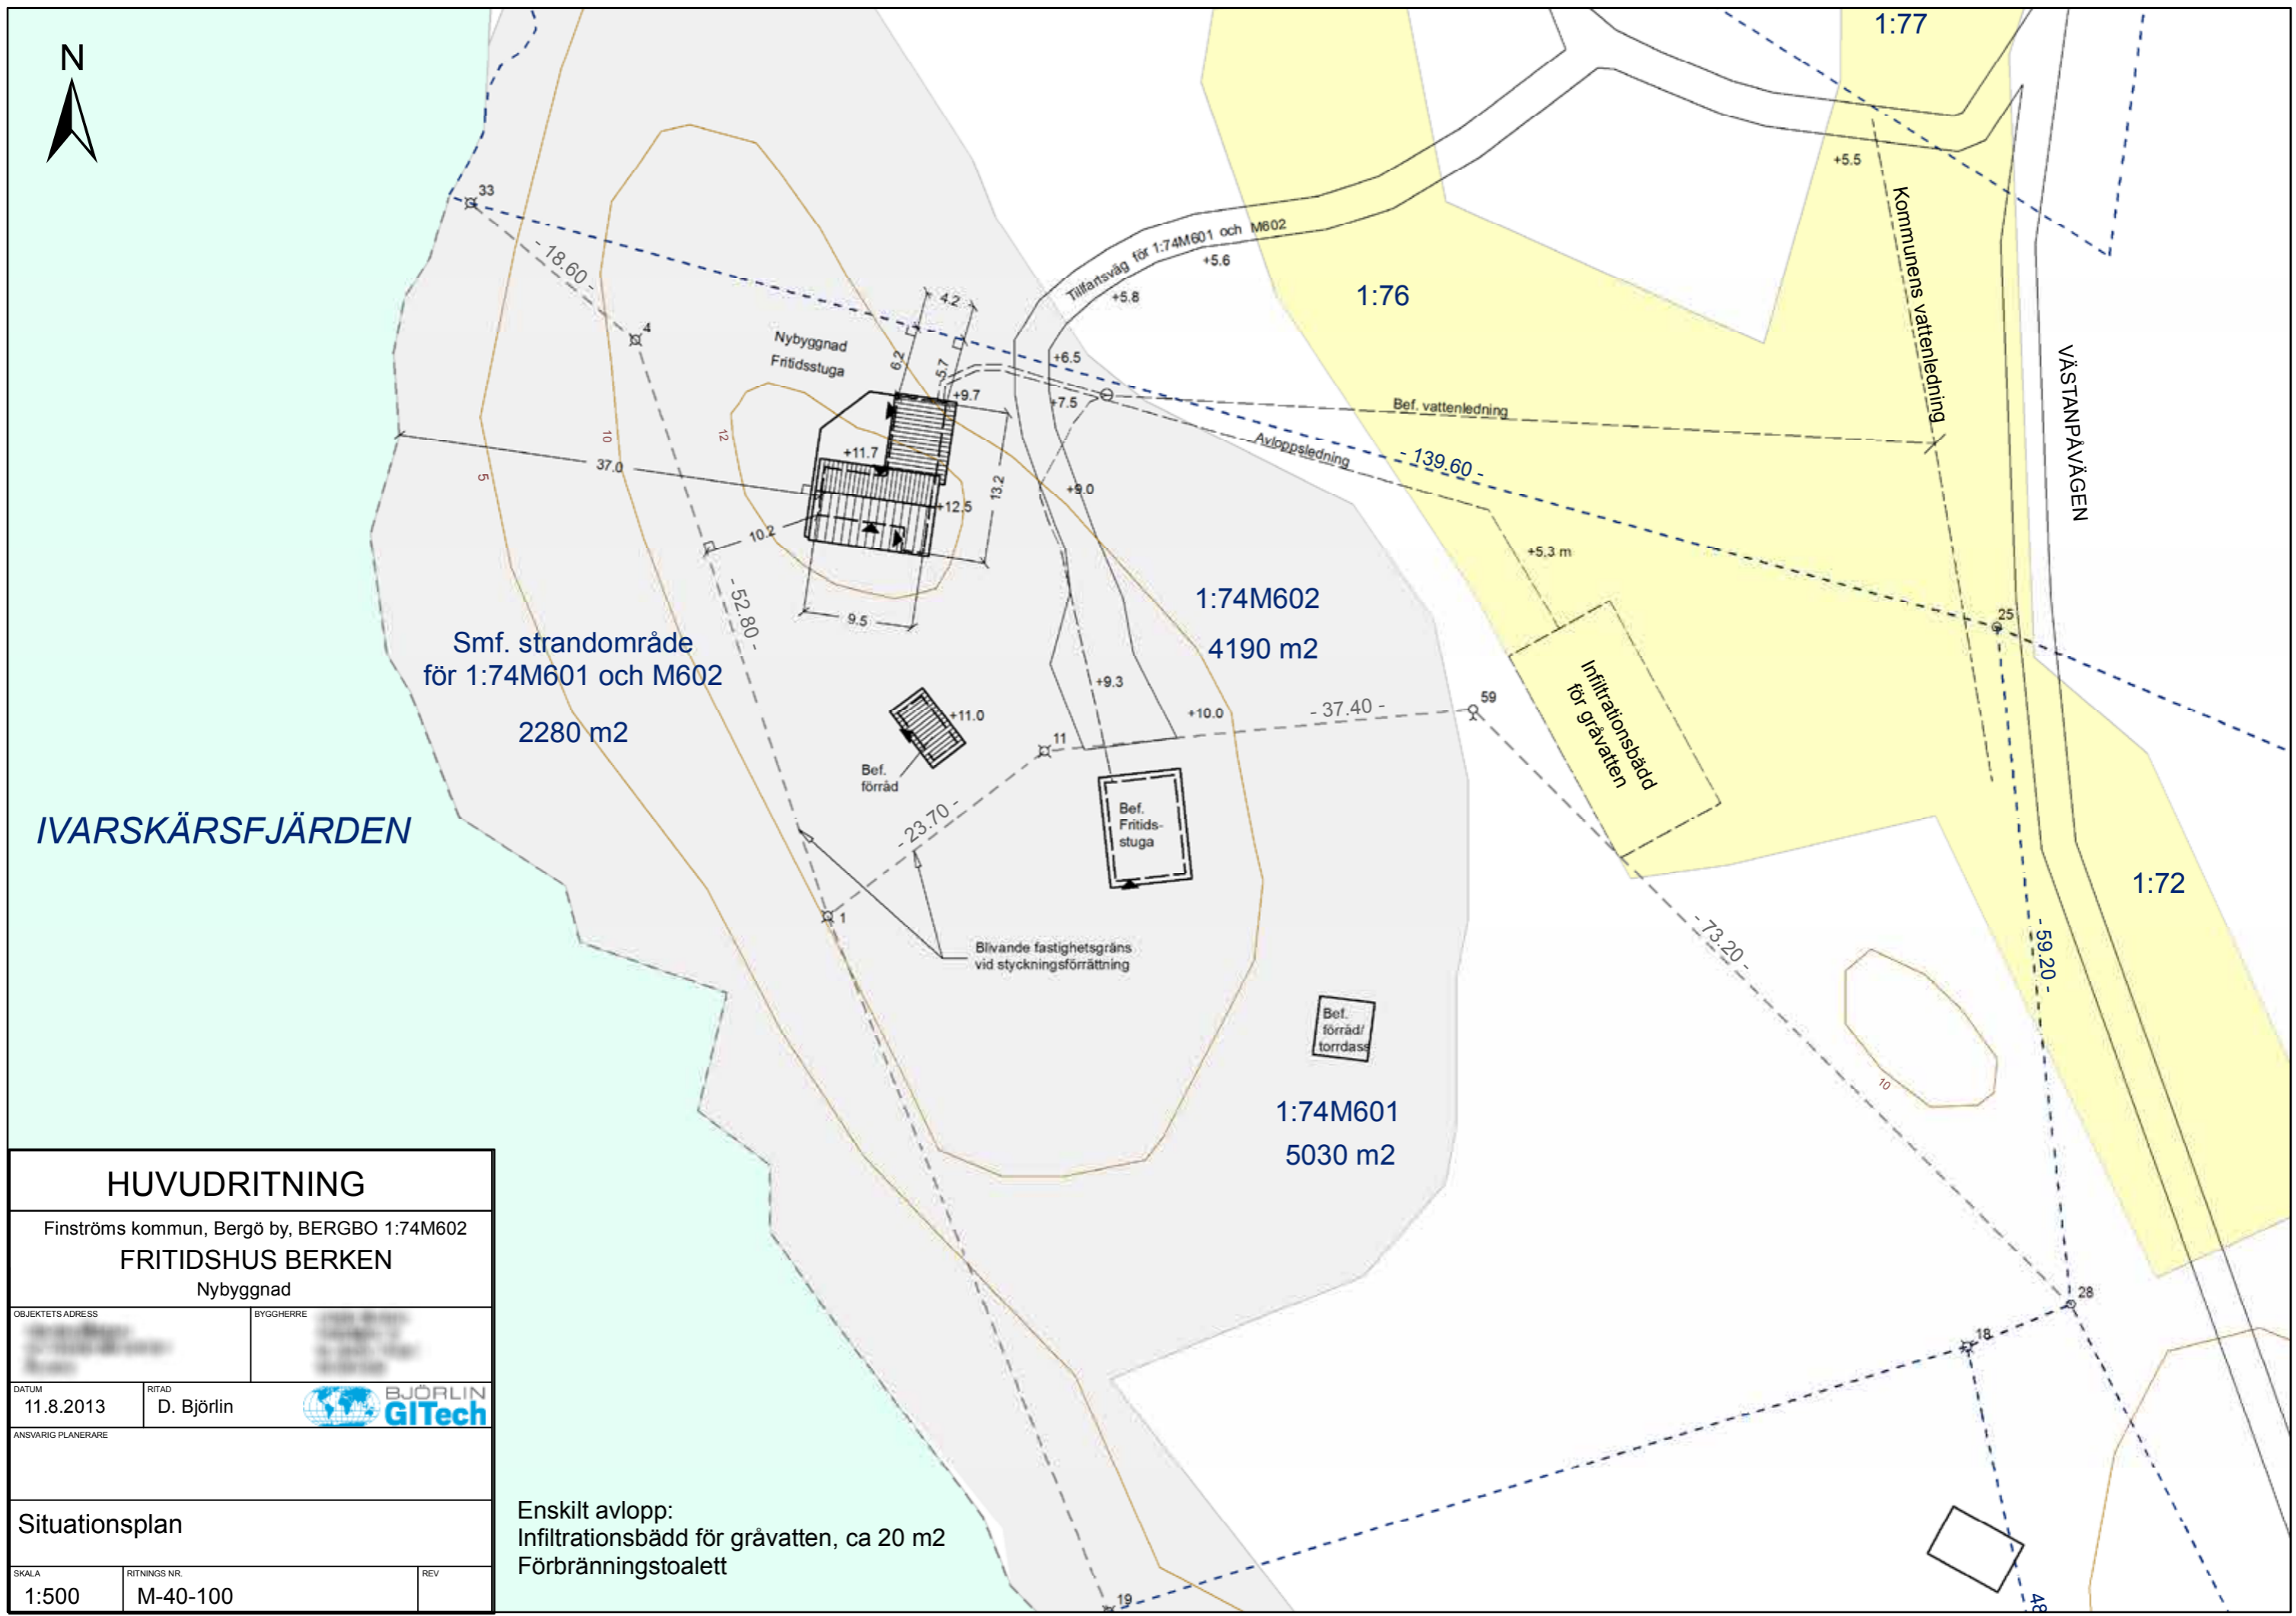 N
1:77
+5.5
33
- 18.60 -
4
Nybyggnad
Fritidsstuga
4.2
6.2
5.7
Tillfartsväg för 1:74M601 och M602
+5.6
+5.8
1:76
Kommunens vattenledning
VÄSTANPÅVÄGEN
+6.5
+7.5
+9.7
Bef. vattenledning
Avloppsledning
- 139.60 -
5
10
12
37.0
+11.7
+12.5
13.2
+9.0
10.2
- 52.80 -
9.5
+5,3 m
25
1:74M602
4190 m2
Smf. strandområde
för 1:74M601 och M602
2280 m2
+9.3
+10.0
+11.0
- 37.40 -
59
11
Infiltrationsbädd
för gråvatten
Bef.
förråd
Bef.
Fritids-
stuga
- 23.70 -
IVARSKÄRSFJÄRDEN
1
1:72
Blivande fastighetsgräns
vid styckningsförrättning
- 73.20 -
- 59.20 -
10
Bef.
förråd/
torrdass
1:74M601
5030 m2
28
18
19
48
HUVUDRITNING
Finströms kommun, Bergö by, BERGBO 1:74M602
FRITIDSHUS BERKEN
Nybyggnad
OBJEKTETS ADRESS
BYGGHERRE
DATUM
11.8.2013
RITAD
D. Björlin
BJÖRLIN
GITech
ANSVARIG PLANERARE
Situationsplan
SKALA
1:500
RITNINGS NR.
M-40-100
REV
Enskilt avlopp:
Infiltrationsbädd för gråvatten, ca 20 m2
Förbränningstoalett